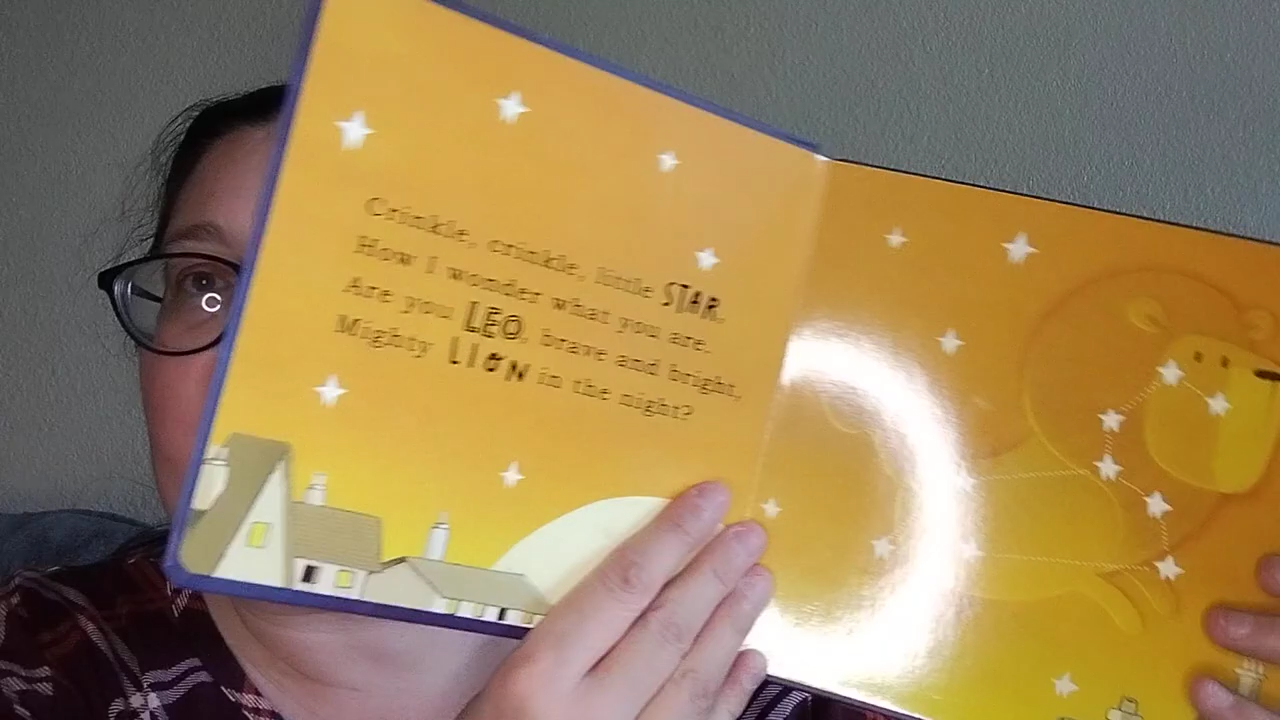 Crinkle, crinkle, little STAR,
How I wonder what you are.
Are you LEO, brave and bright,
Mighty LION in the night?